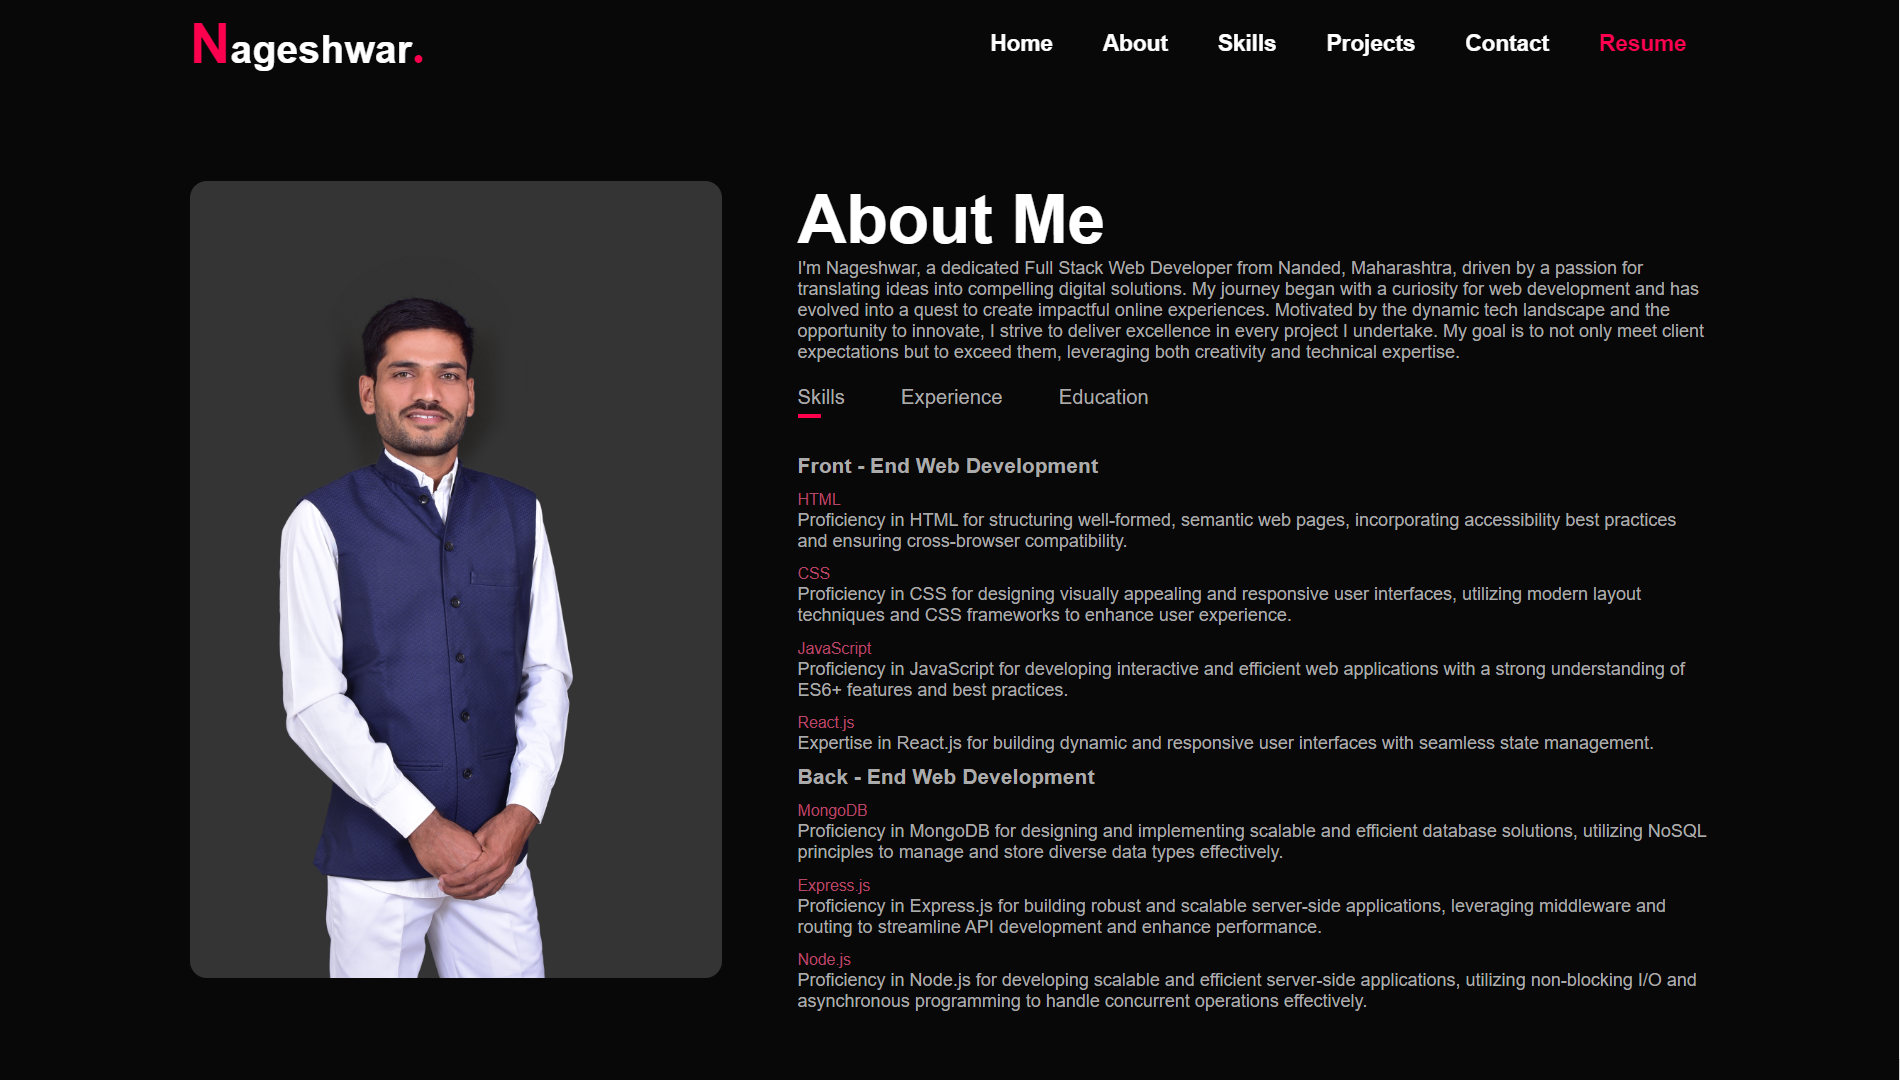 Nageshwar.
Home About Skills Projects Contact Resume
About Me
I'm Nageshwar, a dedicated Full Stack Web Developer from Nanded, Maharashtra, driven by a passion for
translating ideas into compelling digital solutions. My journey began with a curiosity for web development and has
evolved into a quest to create impactful online experiences. Motivated by the dynamic tech landscape and the
opportunity to innovate, I strive to deliver excellence in every project I undertake. My goal is to not only meet client
expectations but to exceed them, leveraging both creativity and technical expertise.
Skills Experience Education
Front - End Web Development
HTML
Proficiency in HTML for structuring well-formed, semantic web pages, incorporating accessibility best practices
and ensuring cross-browser compatibility.
CSS
Proficiency in CSS for designing visually appealing and responsive user interfaces, utilizing modern layout
techniques and CSS frameworks to enhance user experience.
JavaScript
Proficiency in JavaScript for developing interactive and efficient web applications with a strong understanding of
ES6+ features and best practices.
React.js
Expertise in React.js for building dynamic and responsive user interfaces with seamless state management.
Back - End Web Development
MongoDB
Proficiency in MongoDB for designing and implementing scalable and efficient database solutions, utilizing NoSQL
principles to manage and store diverse data types effectively.
Express.js
Proficiency in Express.js for building robust and scalable server-side applications, leveraging middleware and
routing to streamline API development and enhance performance.
Node.js
Proficiency in Node.js for developing scalable and efficient server-side applications, utilizing non-blocking I/O and
asynchronous programming to handle concurrent operations effectively.